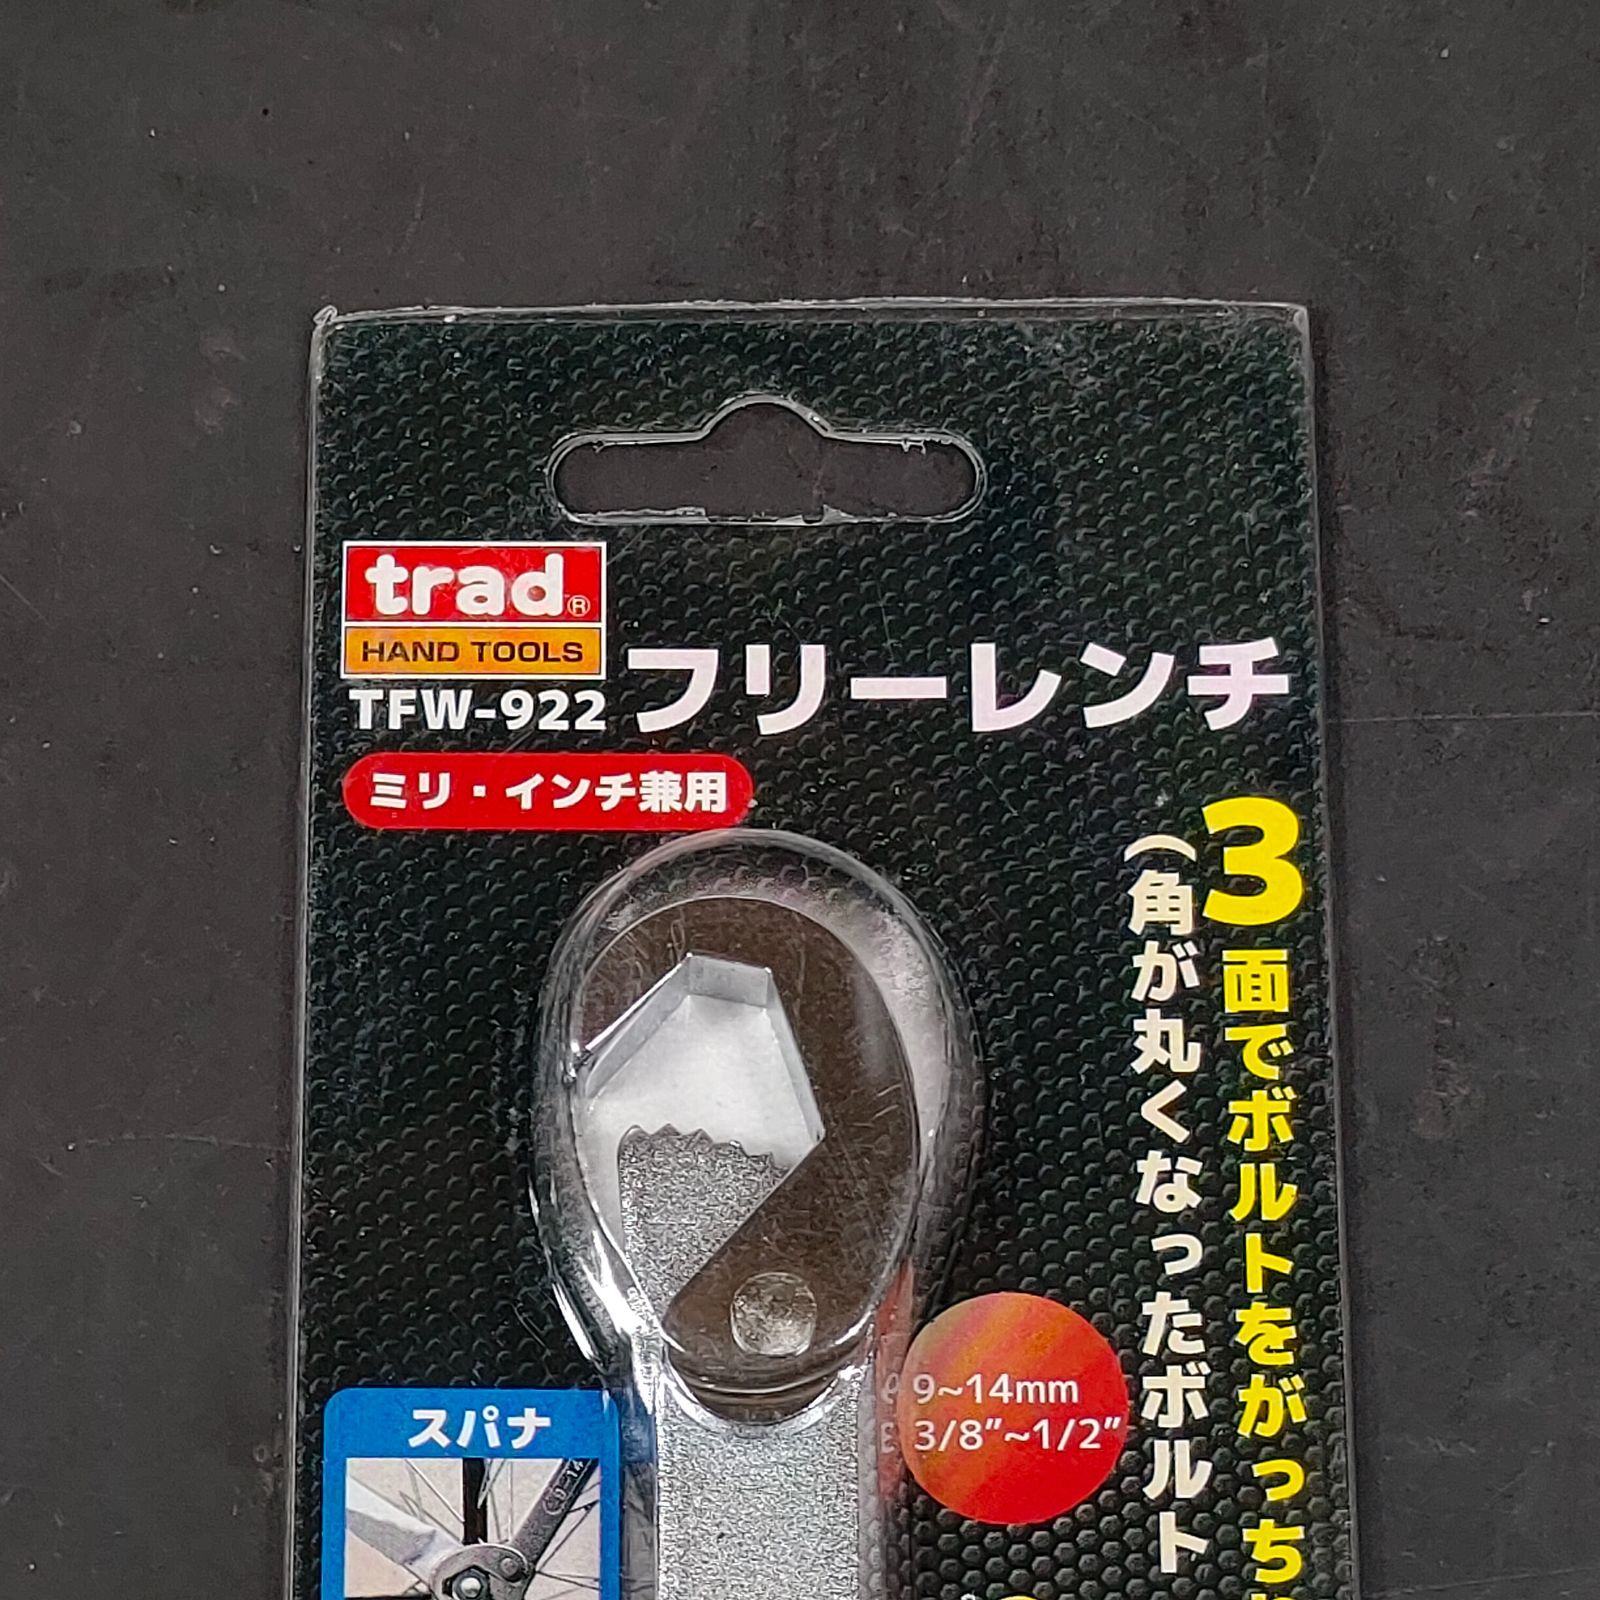 trad®
HAND TOOLS
TFW-922 フリーレンチ
ミリ・インチ兼用
3面でボルトをがっち
(角が丸くなったボルト
9~14mm
3/8"~1/2"
スパナ